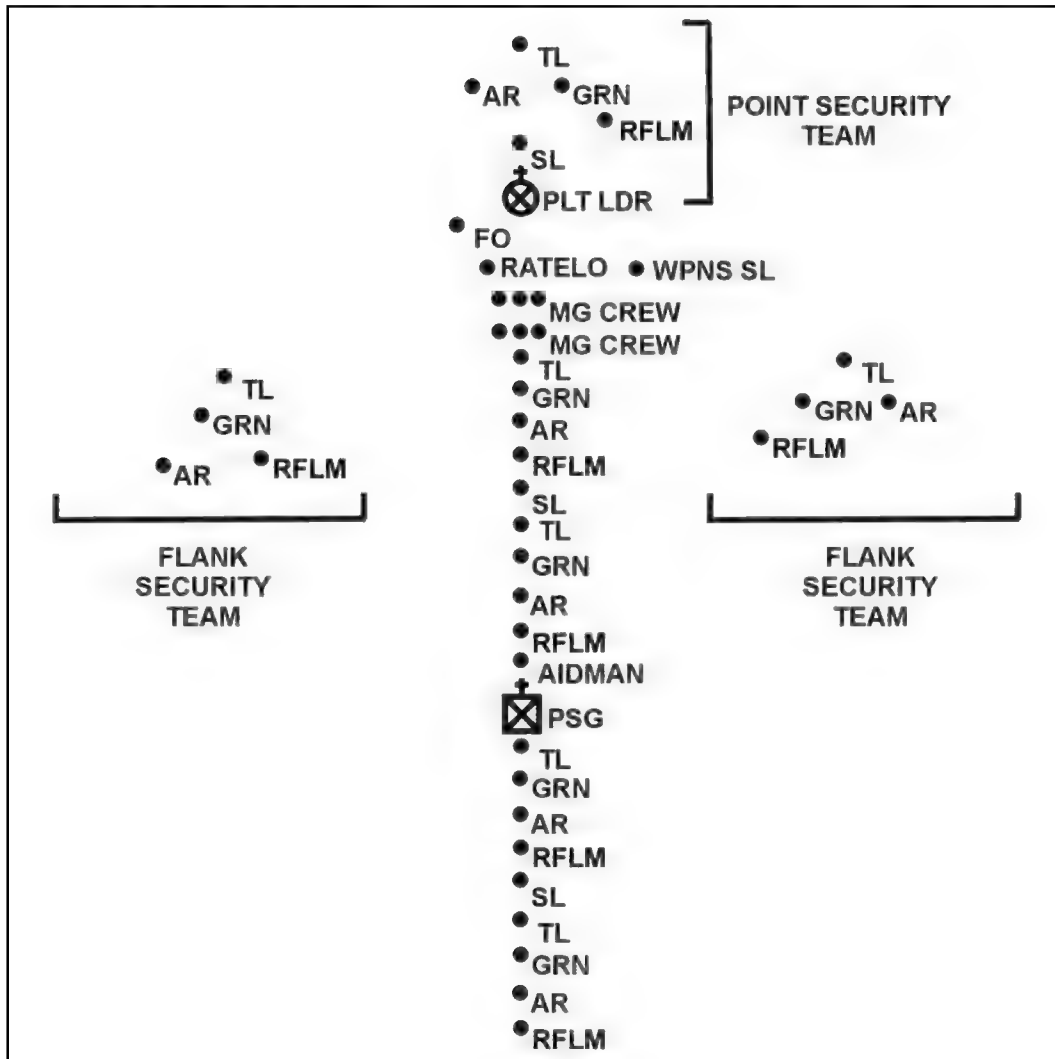 TL
AR
GRN
RFLM
POINT SECURITY
TEAM
SL
PLT LDR
FO
RATELO
WPNS SL
MG CREW
MG CREW
TL
GRN
AR
RFLM
SL
TL
GRN
AR
RFLM
AIDMAN
PSG
TL
GRN
AR
RFLM
SL
TL
GRN
AR
RFLM
TL
GRN
AR
RFLM
FLANK
SECURITY
TEAM
TL
GRN
AR
RFLM
FLANK
SECURITY
TEAM